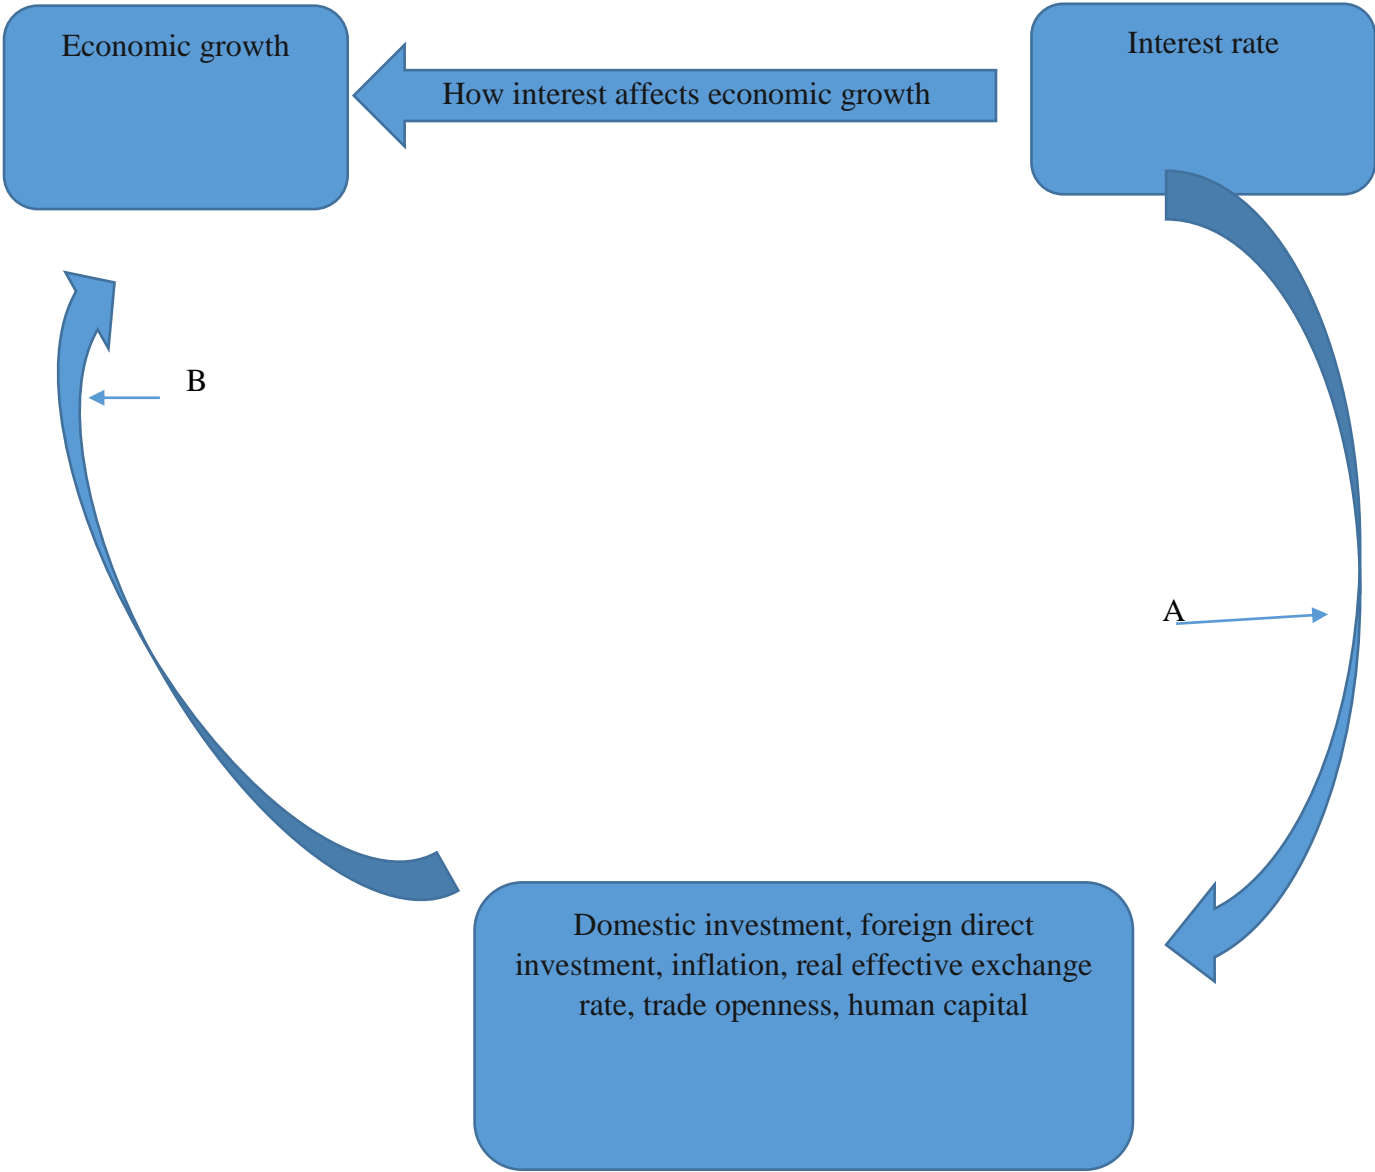 Economic growth
How interest affects economic growth
Interest rate
B
A
Domestic investment, foreign direct
investment, inflation, real effective exchange
rate, trade openness, human capital